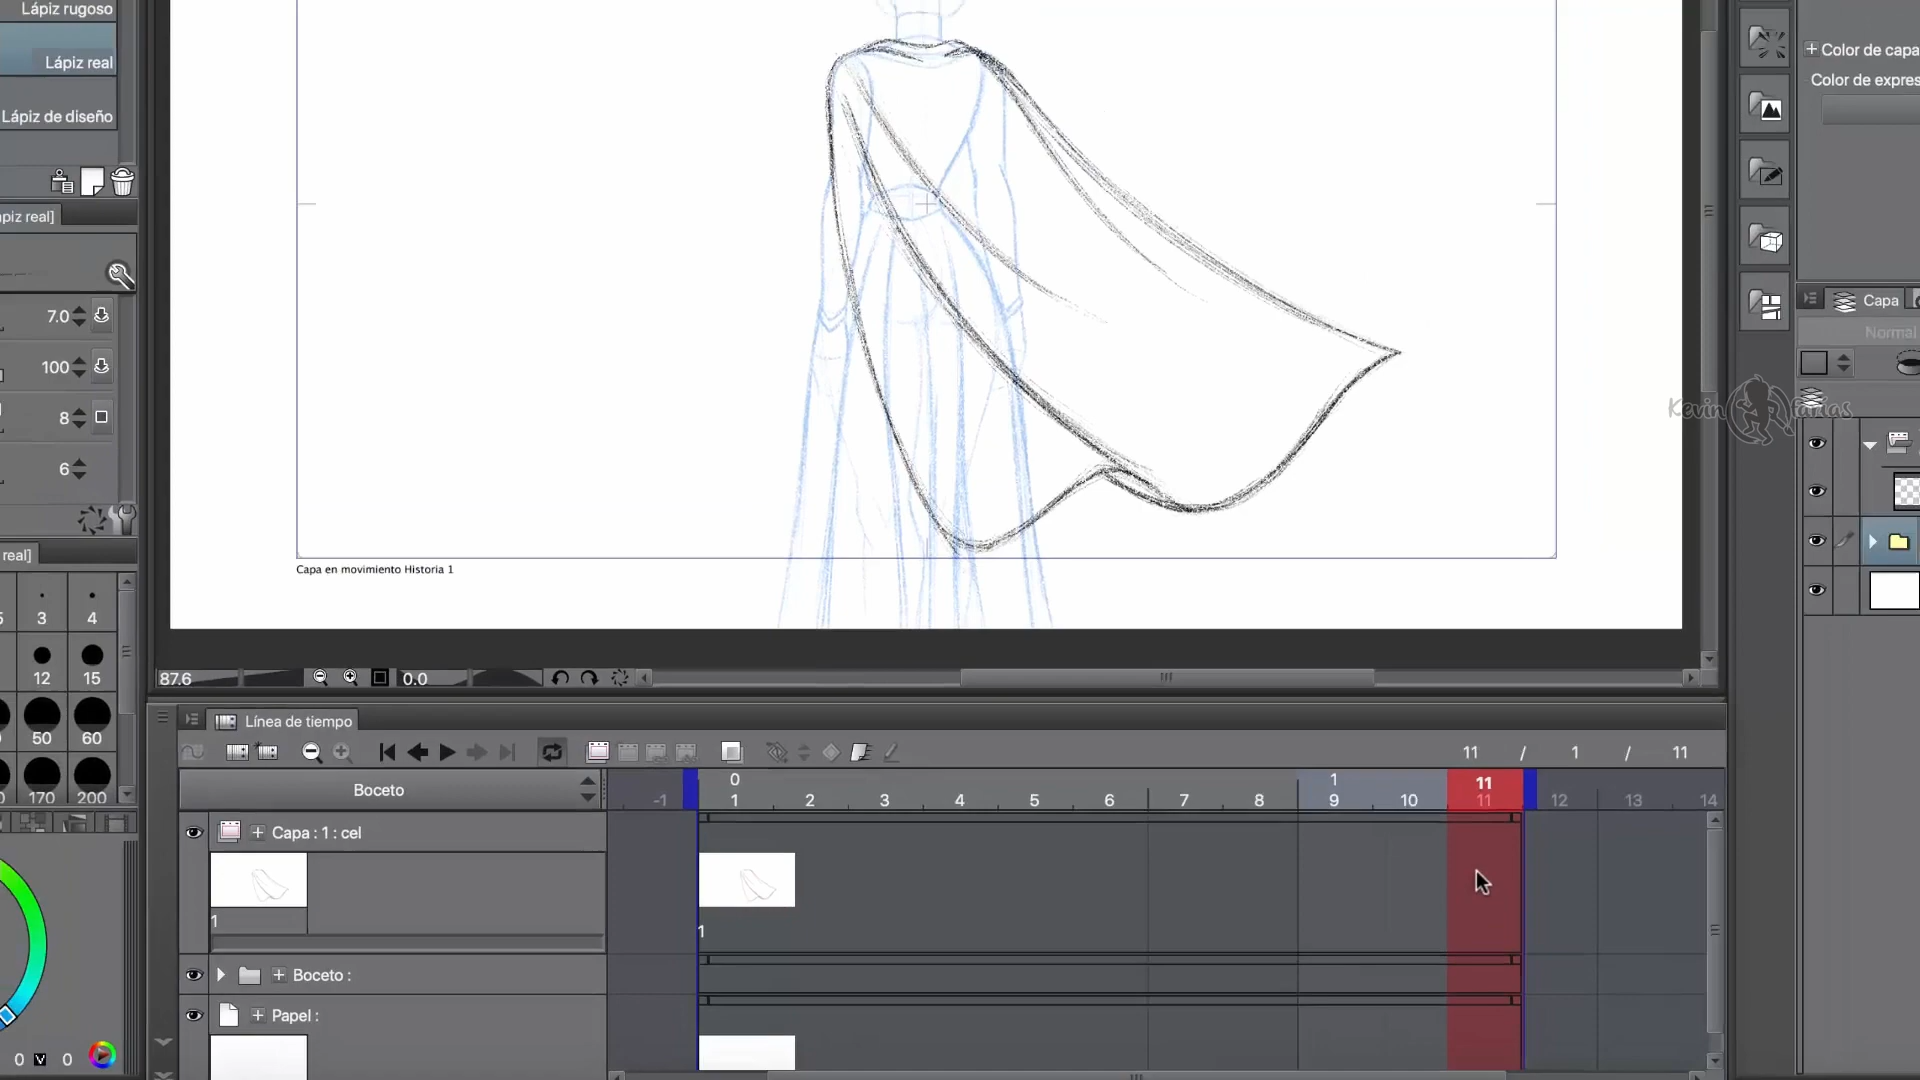 Lápiz rugoso
Lápiz real
Lápiz de diseño
piz real]
7.0
100
8
6
real]
3
4
12
15
50
60
170
200
0
V
0
Color de capa
Color de expres
Capa
Normal
Kevin farias
Capa en movimiento Historia 1
87.6
0.0
Línea de tiempo
11 / 1 / 11
Boceto
0
1
11
-1
1
2
3
4
5
6
7
8
9
10
11
12
13
14
Capa : 1 : cel
1
1
Boceto :
Papel :